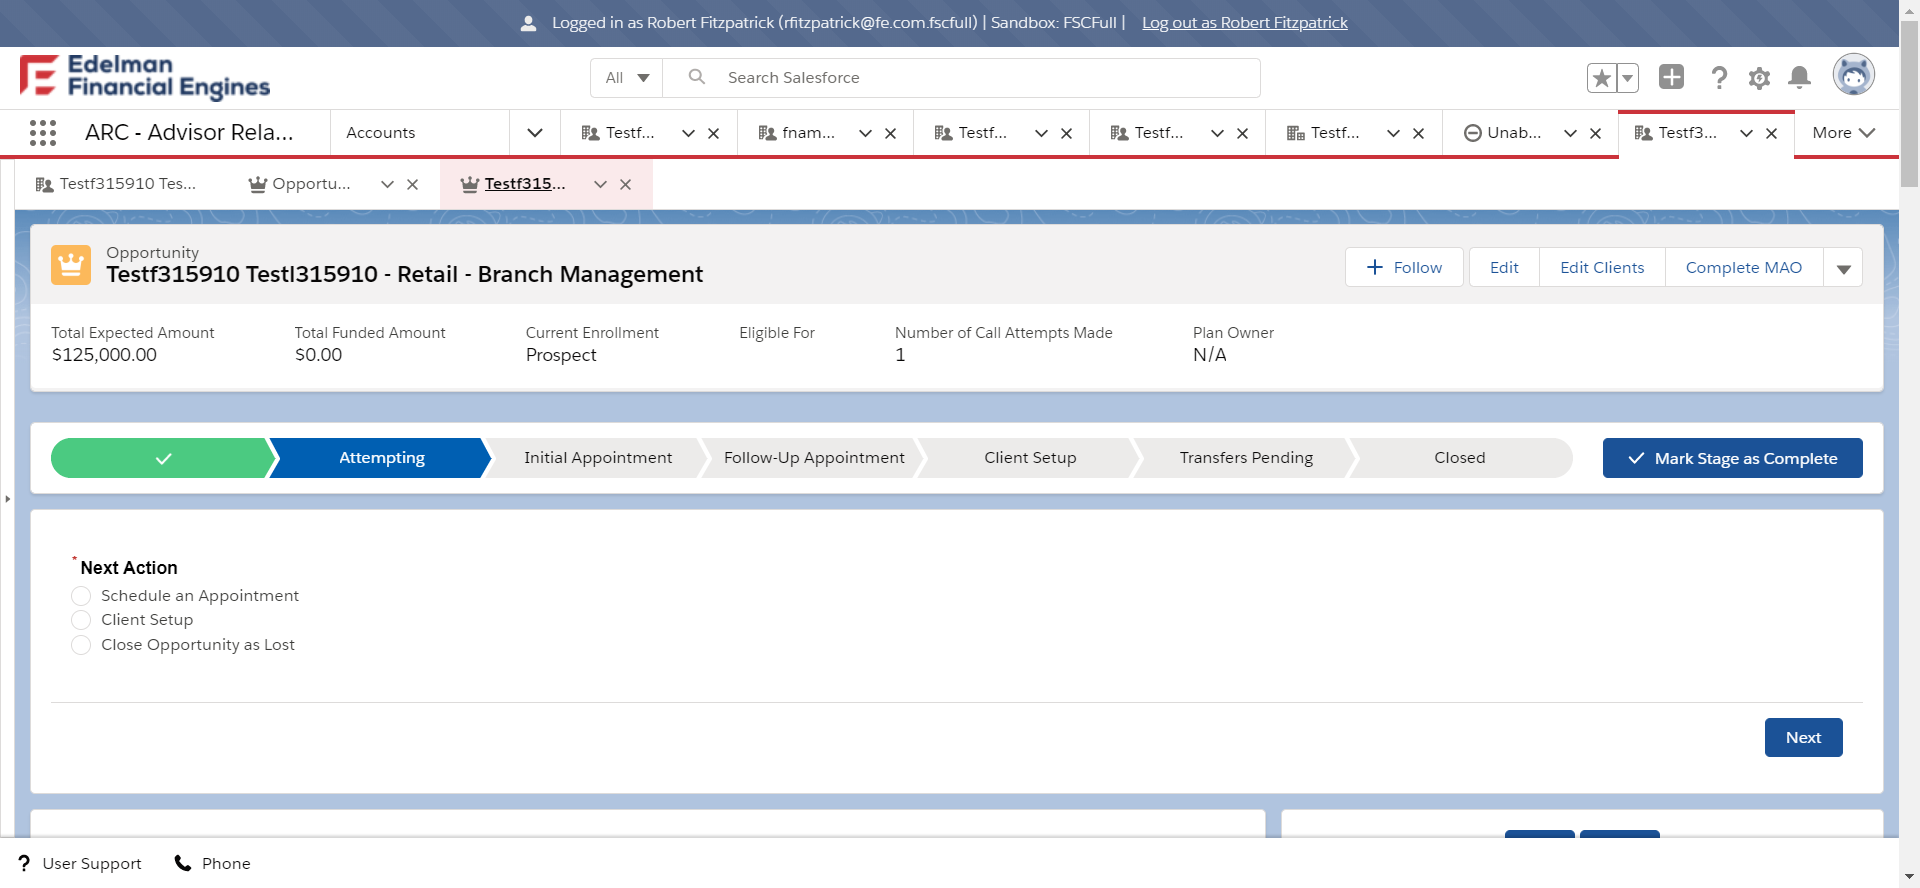 Logged in as Robert Fitzpatrick (rfitzpatrick@fe.com.fscfull) | Sandbox: FSCFull | Log out as Robert Fitzpatrick
Edelman
Financial Engines
All
Search Salesforce
ARC - Advisor Rela...
Accounts
Testf...
fnam...
Testf...
Testf...
Testf...
Unab...
Testf3...
More
Testf315910 Tes...
Opportu...
Testf315...
Opportunity
Testf315910 Testl315910 - Retail - Branch Management
Follow
Edit
Edit Clients
Complete MAO
Total Expected Amount
$125,000.00
Total Funded Amount
$0.00
Current Enrollment
Prospect
Eligible For
Number of Call Attempts Made
1
Plan Owner
N/A
Attempting
Initial Appointment
Follow-Up Appointment
Client Setup
Transfers Pending
Closed
Mark Stage as Complete
* Next Action
Schedule an Appointment
Client Setup
Close Opportunity as Lost
Next
? User Support
Phone